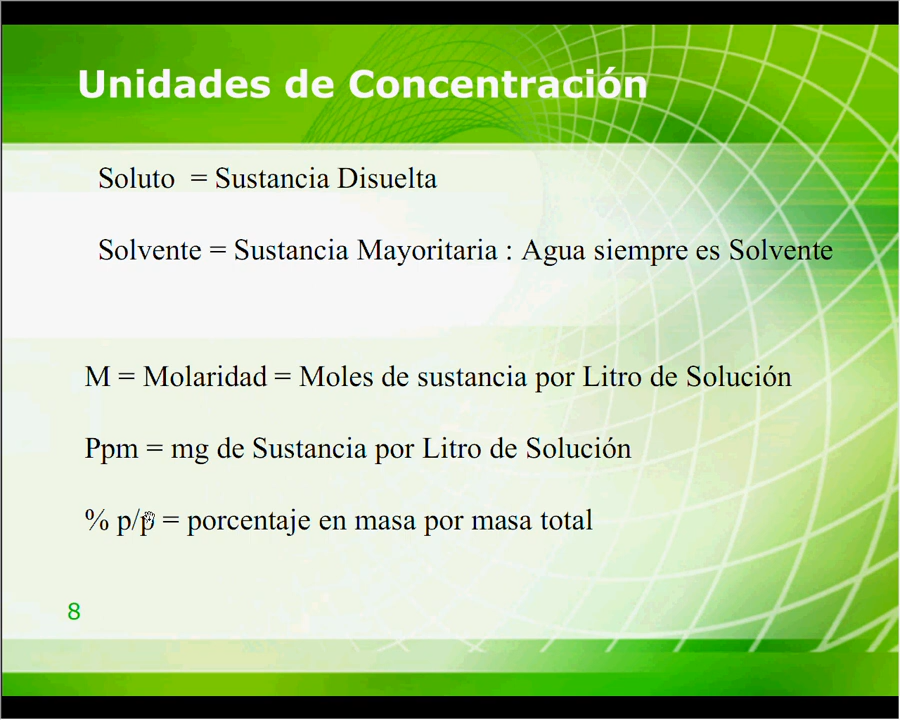 Unidades de Concentración
Soluto = Sustancia Disuelta
Solvente = Sustancia Mayoritaria : Agua siempre es Solvente
M = Molaridad = Moles de sustancia por Litro de Solución
Ppm = mg de Sustancia por Litro de Solución
% p/p = porcentaje en masa por masa total
8